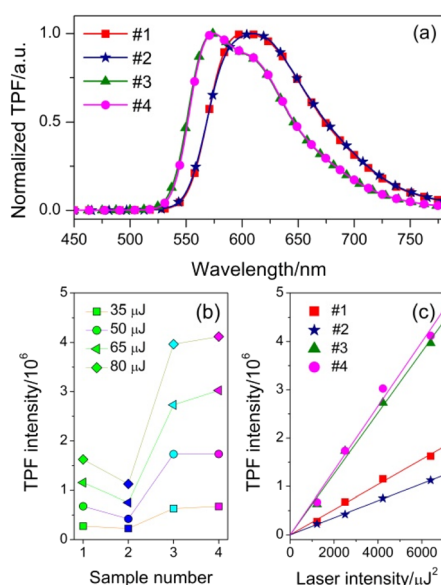 (a)
#1
#2
#3
#4
Normalized TPF/a.u.
1.0
0.5
0.0
450 500 550 600 650 700 750
Wavelength/nm
(b)
35 μJ
50 μJ
65 μJ
80 μJ
TPF intensity/10⁶
5
4
3
2
1
0
1 2 3 4
Sample number
(c)
#1
#2
#3
#4
TPF intensity/10⁶
5
4
3
2
1
0
0 2000 4000 6000
Laser intensity/μJ²